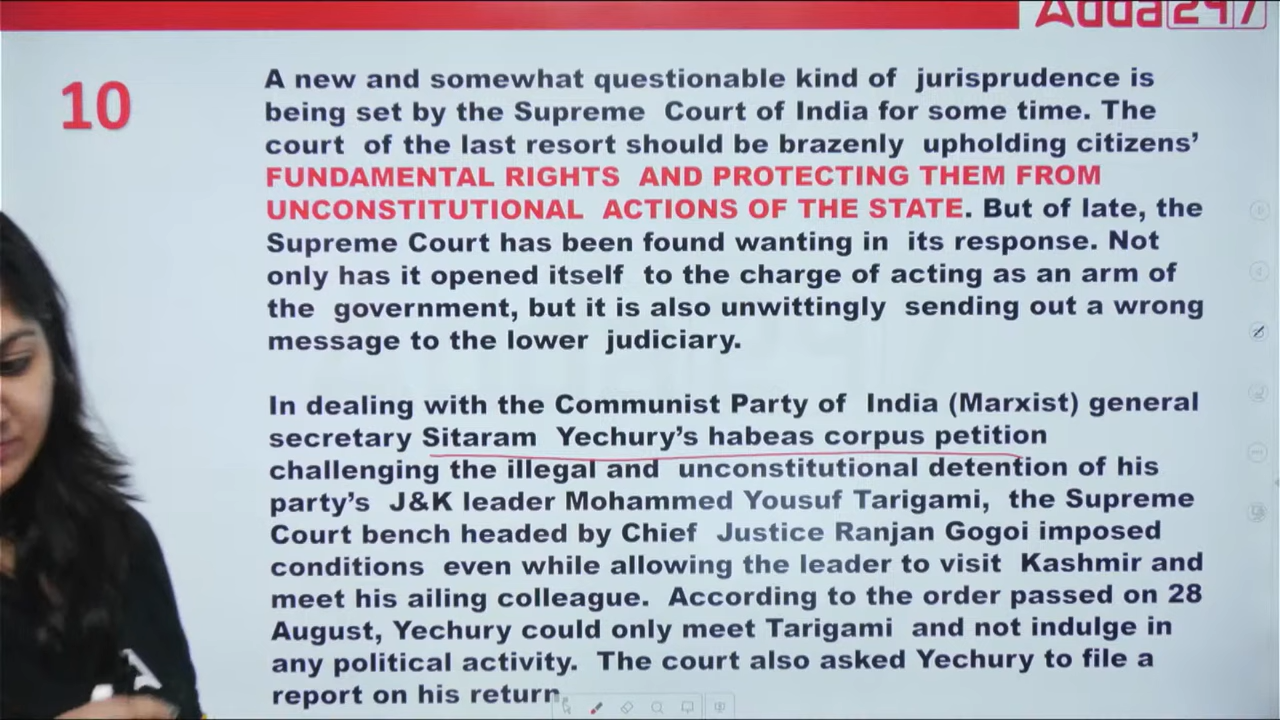 Adda247
10
A new and somewhat questionable kind of jurisprudence is
being set by the Supreme Court of India for some time. The
court of the last resort should be brazenly upholding citizens’
FUNDAMENTAL RIGHTS AND PROTECTING THEM FROM
UNCONSTITUTIONAL ACTIONS OF THE STATE. But of late, the
Supreme Court has been found wanting in its response. Not
only has it opened itself to the charge of acting as an arm of
the government, but it is also unwittingly sending out a wrong
message to the lower judiciary.
In dealing with the Communist Party of India (Marxist) general
secretary Sitaram Yechury’s habeas corpus petition
challenging the illegal and unconstitutional detention of his
party’s J&K leader Mohammed Yousuf Tarigami, the Supreme
Court bench headed by Chief Justice Ranjan Gogoi imposed
conditions even while allowing the leader to visit Kashmir and
meet his ailing colleague. According to the order passed on 28
August, Yechury could only meet Tarigami and not indulge in
any political activity. The court also asked Yechury to file a
report on his return.